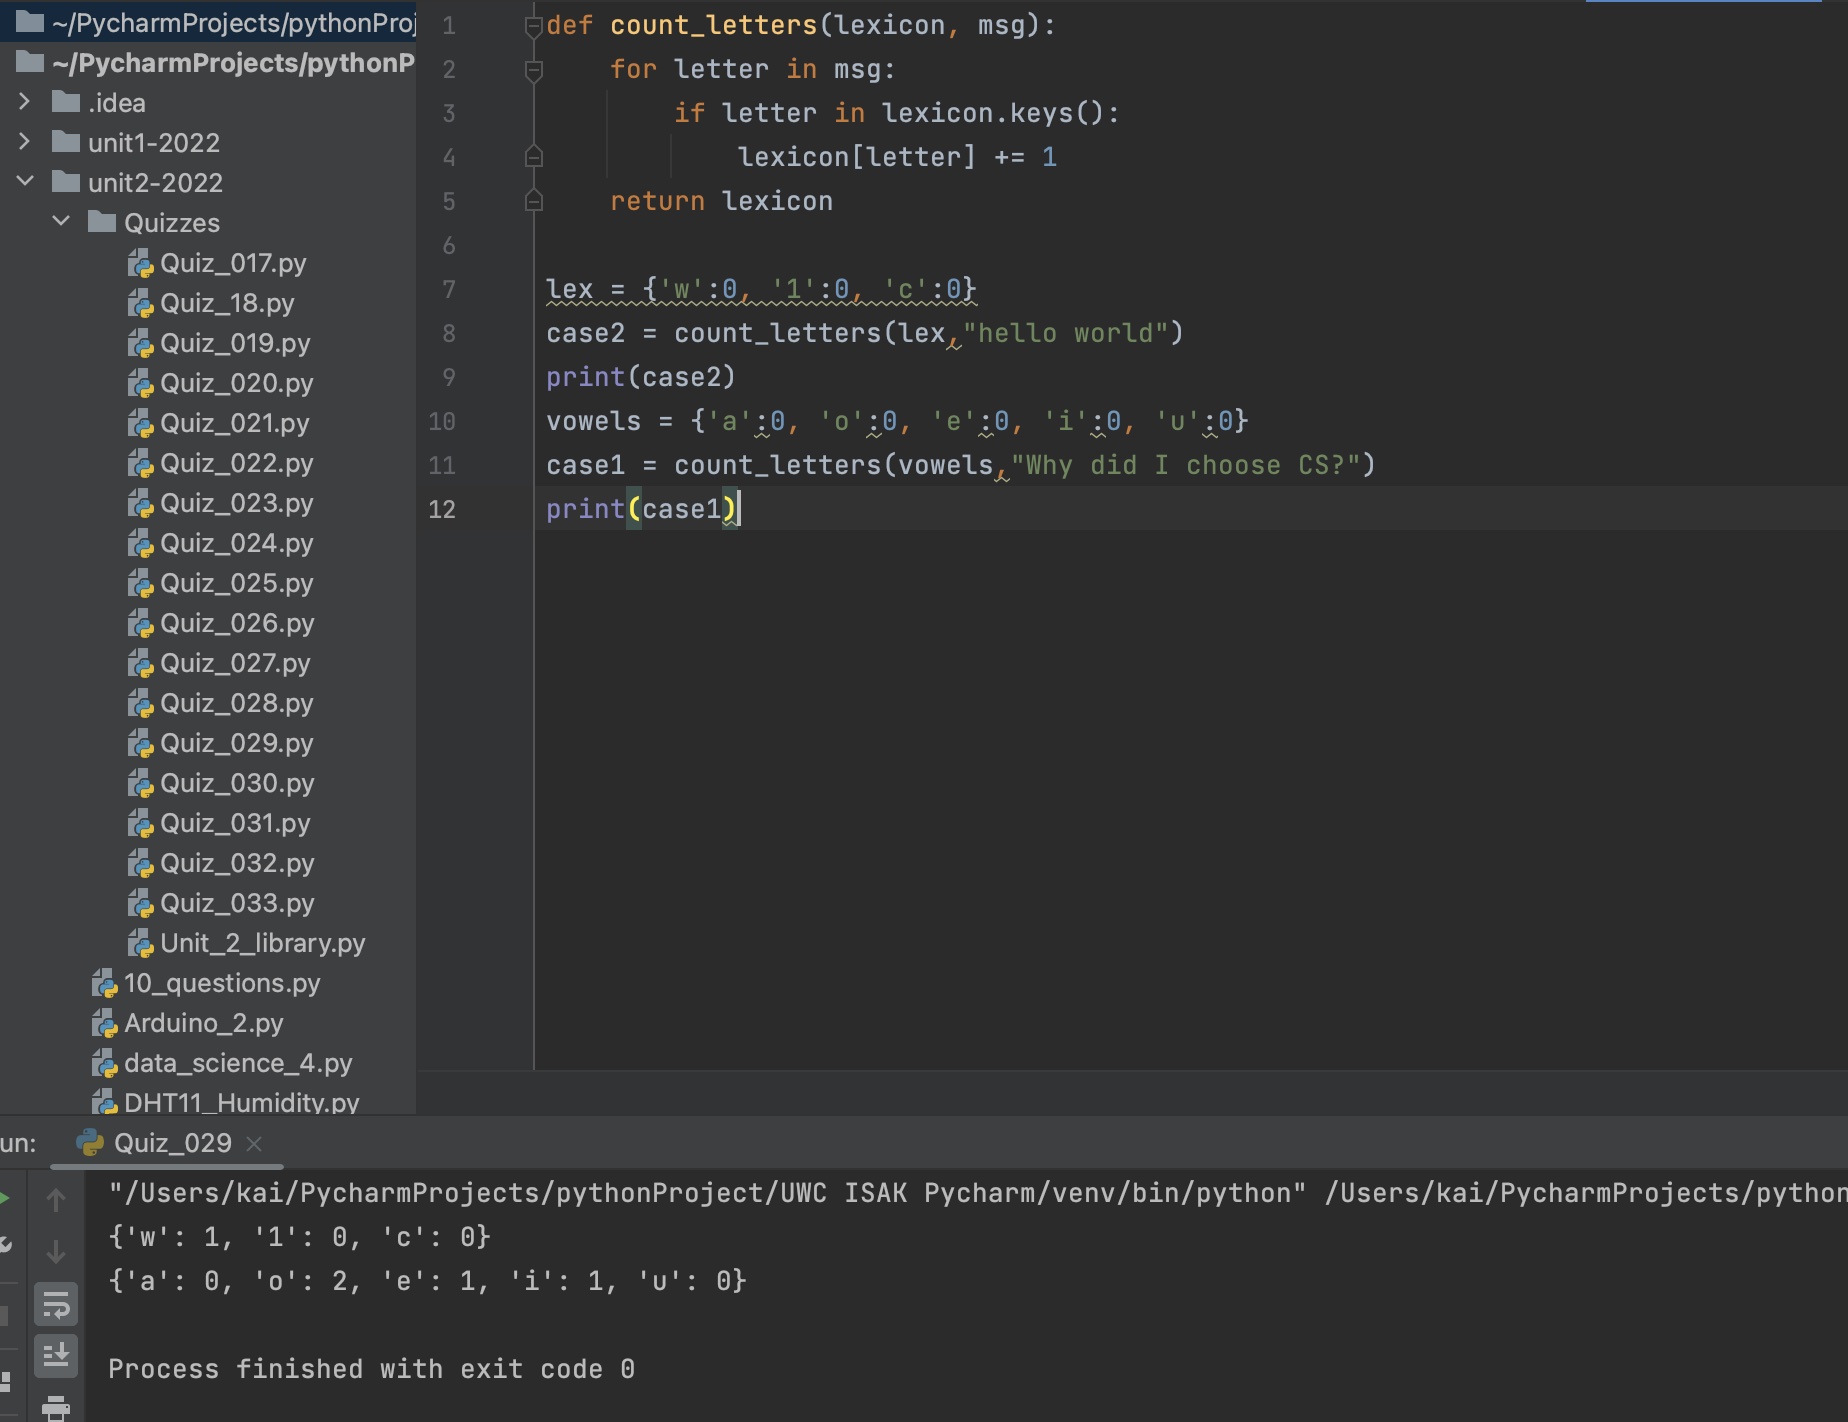 ~/PycharmProjects/pythonProj
~/PycharmProjects/pythonP
.idea
unit1-2022
unit2-2022
Quizzes
Quiz_017.py
Quiz_18.py
Quiz_019.py
Quiz_020.py
Quiz_021.py
Quiz_022.py
Quiz_023.py
Quiz_024.py
Quiz_025.py
Quiz_026.py
Quiz_027.py
Quiz_028.py
Quiz_029.py
Quiz_030.py
Quiz_031.py
Quiz_032.py
Quiz_033.py
Unit_2_library.py
10_questions.py
Arduino_2.py
data_science_4.py
DHT11_Humidity.py
1 def count_letters(lexicon, msg):
2     for letter in msg:
3         if letter in lexicon.keys():
4             lexicon[letter] += 1
5     return lexicon
6
7 lex = {'w':0, '1':0, 'c':0}
8 case2 = count_letters(lex,"hello world")
9 print(case2)
10 vowels = {'a':0, 'o':0, 'e':0, 'i':0, 'u':0}
11 case1 = count_letters(vowels,"Why did I choose CS?")
12 print(case1)
un: Quiz_029
"/Users/kai/PycharmProjects/pythonProject/UWC ISAK Pycharm/venv/bin/python" /Users/kai/PycharmProjects/python
{'w': 1, '1': 0, 'c': 0}
{'a': 0, 'o': 2, 'e': 1, 'i': 1, 'u': 0}
Process finished with exit code 0